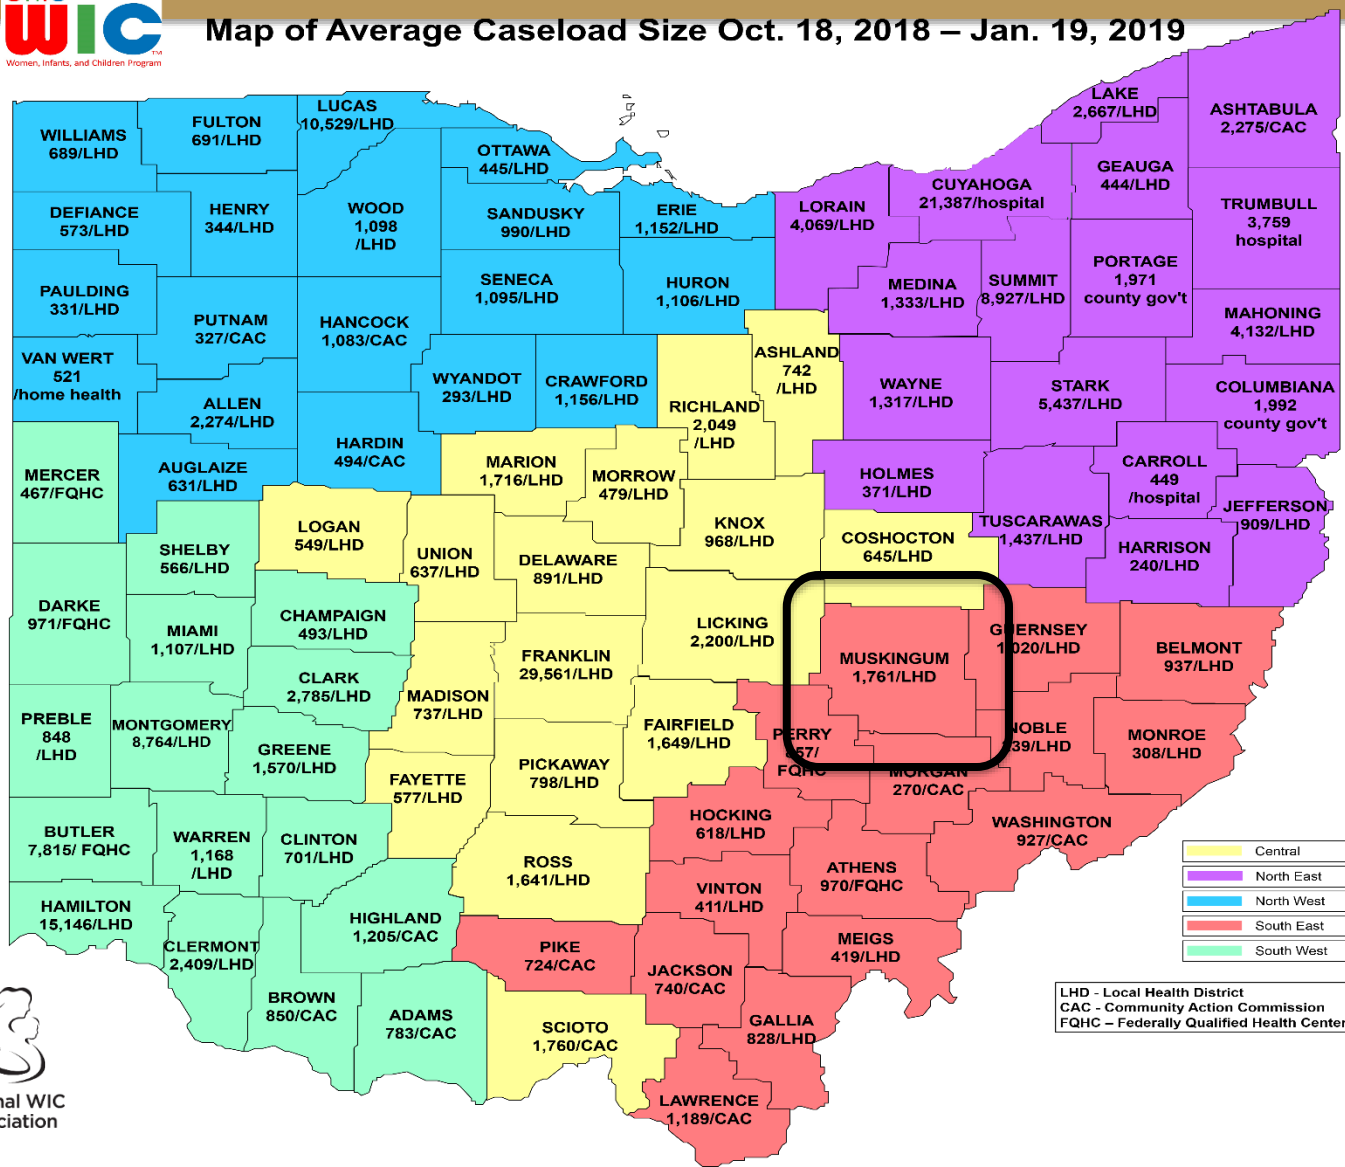 WIC
Women, Infants, and Children Program
TM
Map of Average Caseload Size Oct. 18, 2018 – Jan. 19, 2019
WILLIAMS
689/LHD
FULTON
691/LHD
LUCAS
10,529/LHD
OTTAWA
445/LHD
LAKE
2,667/LHD
ASHTABULA
2,275/CAC
GEAUGA
444/LHD
CUYAHOGA
21,387/hospital
DEFIANCE
573/LHD
HENRY
344/LHD
WOOD
1,098
/LHD
SANDUSKY
990/LHD
ERIE
1,152/LHD
LORAIN
4,069/LHD
TRUMBULL
3,759
hospital
PAULDING
331/LHD
SENECA
1,095/LHD
HURON
1,106/LHD
MEDINA
1,333/LHD
SUMMIT
8,927/LHD
PORTAGE
1,971
county gov't
PUTNAM
327/CAC
HANCOCK
1,083/CAC
MAHONING
4,132/LHD
VAN WERT
521
/home health
ASHLAND
742
/LHD
WYANDOT
293/LHD
CRAWFORD
1,156/LHD
WAYNE
1,317/LHD
STARK
5,437/LHD
COLUMBIANA
1,992
county gov't
ALLEN
2,274/LHD
RICHLAND
2,049
/LHD
HARDIN
494/CAC
MERCER
467/FQHC
AUGLAIZE
631/LHD
MARION
1,716/LHD
MORROW
479/LHD
HOLMES
371/LHD
CARROLL
449
/hospital
JEFFERSON
909/LHD
LOGAN
549/LHD
KNOX
968/LHD
TUSCARAWAS
1,437/LHD
COSHOCTON
645/LHD
HARRISON
240/LHD
SHELBY
566/LHD
UNION
637/LHD
DELAWARE
891/LHD
DARKE
971/FQHC
CHAMPAIGN
493/LHD
MIAMI
1,107/LHD
LICKING
2,200/LHD
GUERNSEY
1,020/LHD
BELMONT
937/LHD
FRANKLIN
29,561/LHD
MUSKINGUM
1,761/LHD
CLARK
2,785/LHD
MADISON
737/LHD
PREBLE
848
/LHD
MONTGOMERY
8,764/LHD
FAIRFIELD
1,649/LHD
PERRY
FQHC
NOBLE
39/LHD
MONROE
308/LHD
GREENE
1,570/LHD
PICKAWAY
798/LHD
FAYETTE
577/LHD
MORGAN
270/CAC
HOCKING
618/LHD
WASHINGTON
927/CAC
BUTLER
7,815/ FQHC
WARREN
1,168
/LHD
CLINTON
701/LHD
ROSS
1,641/LHD
ATHENS
970/FQHC
VINTON
411/LHD
HAMILTON
15,146/LHD
HIGHLAND
1,205/CAC
CLERMONT
2,409/LHD
PIKE
724/CAC
MEIGS
419/LHD
JACKSON
740/CAC
BROWN
850/CAC
ADAMS
783/CAC
SCIOTO
1,760/CAC
GALLIA
828/LHD
LAWRENCE
1,189/CAC
Central
North East
North West
South East
South West
LHD - Local Health District
CAC - Community Action Commission
FQHC – Federally Qualified Health Center
nal WIC
ciation